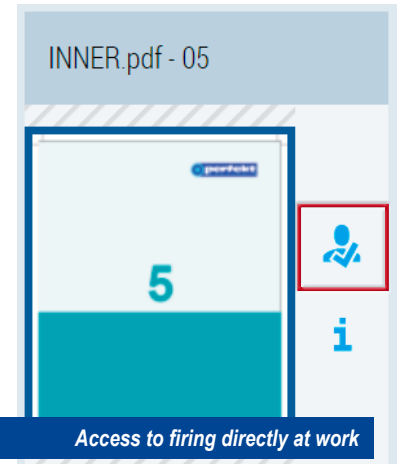 INNER.pdf - 05
perfekt
5
i
Access to firing directly at work